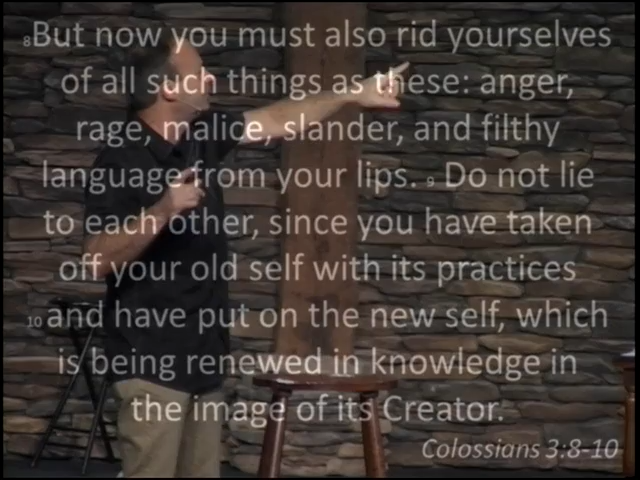 8But now you must also rid yourselves
of all such things as these: anger,
rage, malice, slander, and filthy
language from your lips. 9 Do not lie
to each other, since you have taken
off your old self with its practices
10 and have put on the new self, which
is being renewed in knowledge in
the image of its Creator.
Colossians 3:8-10